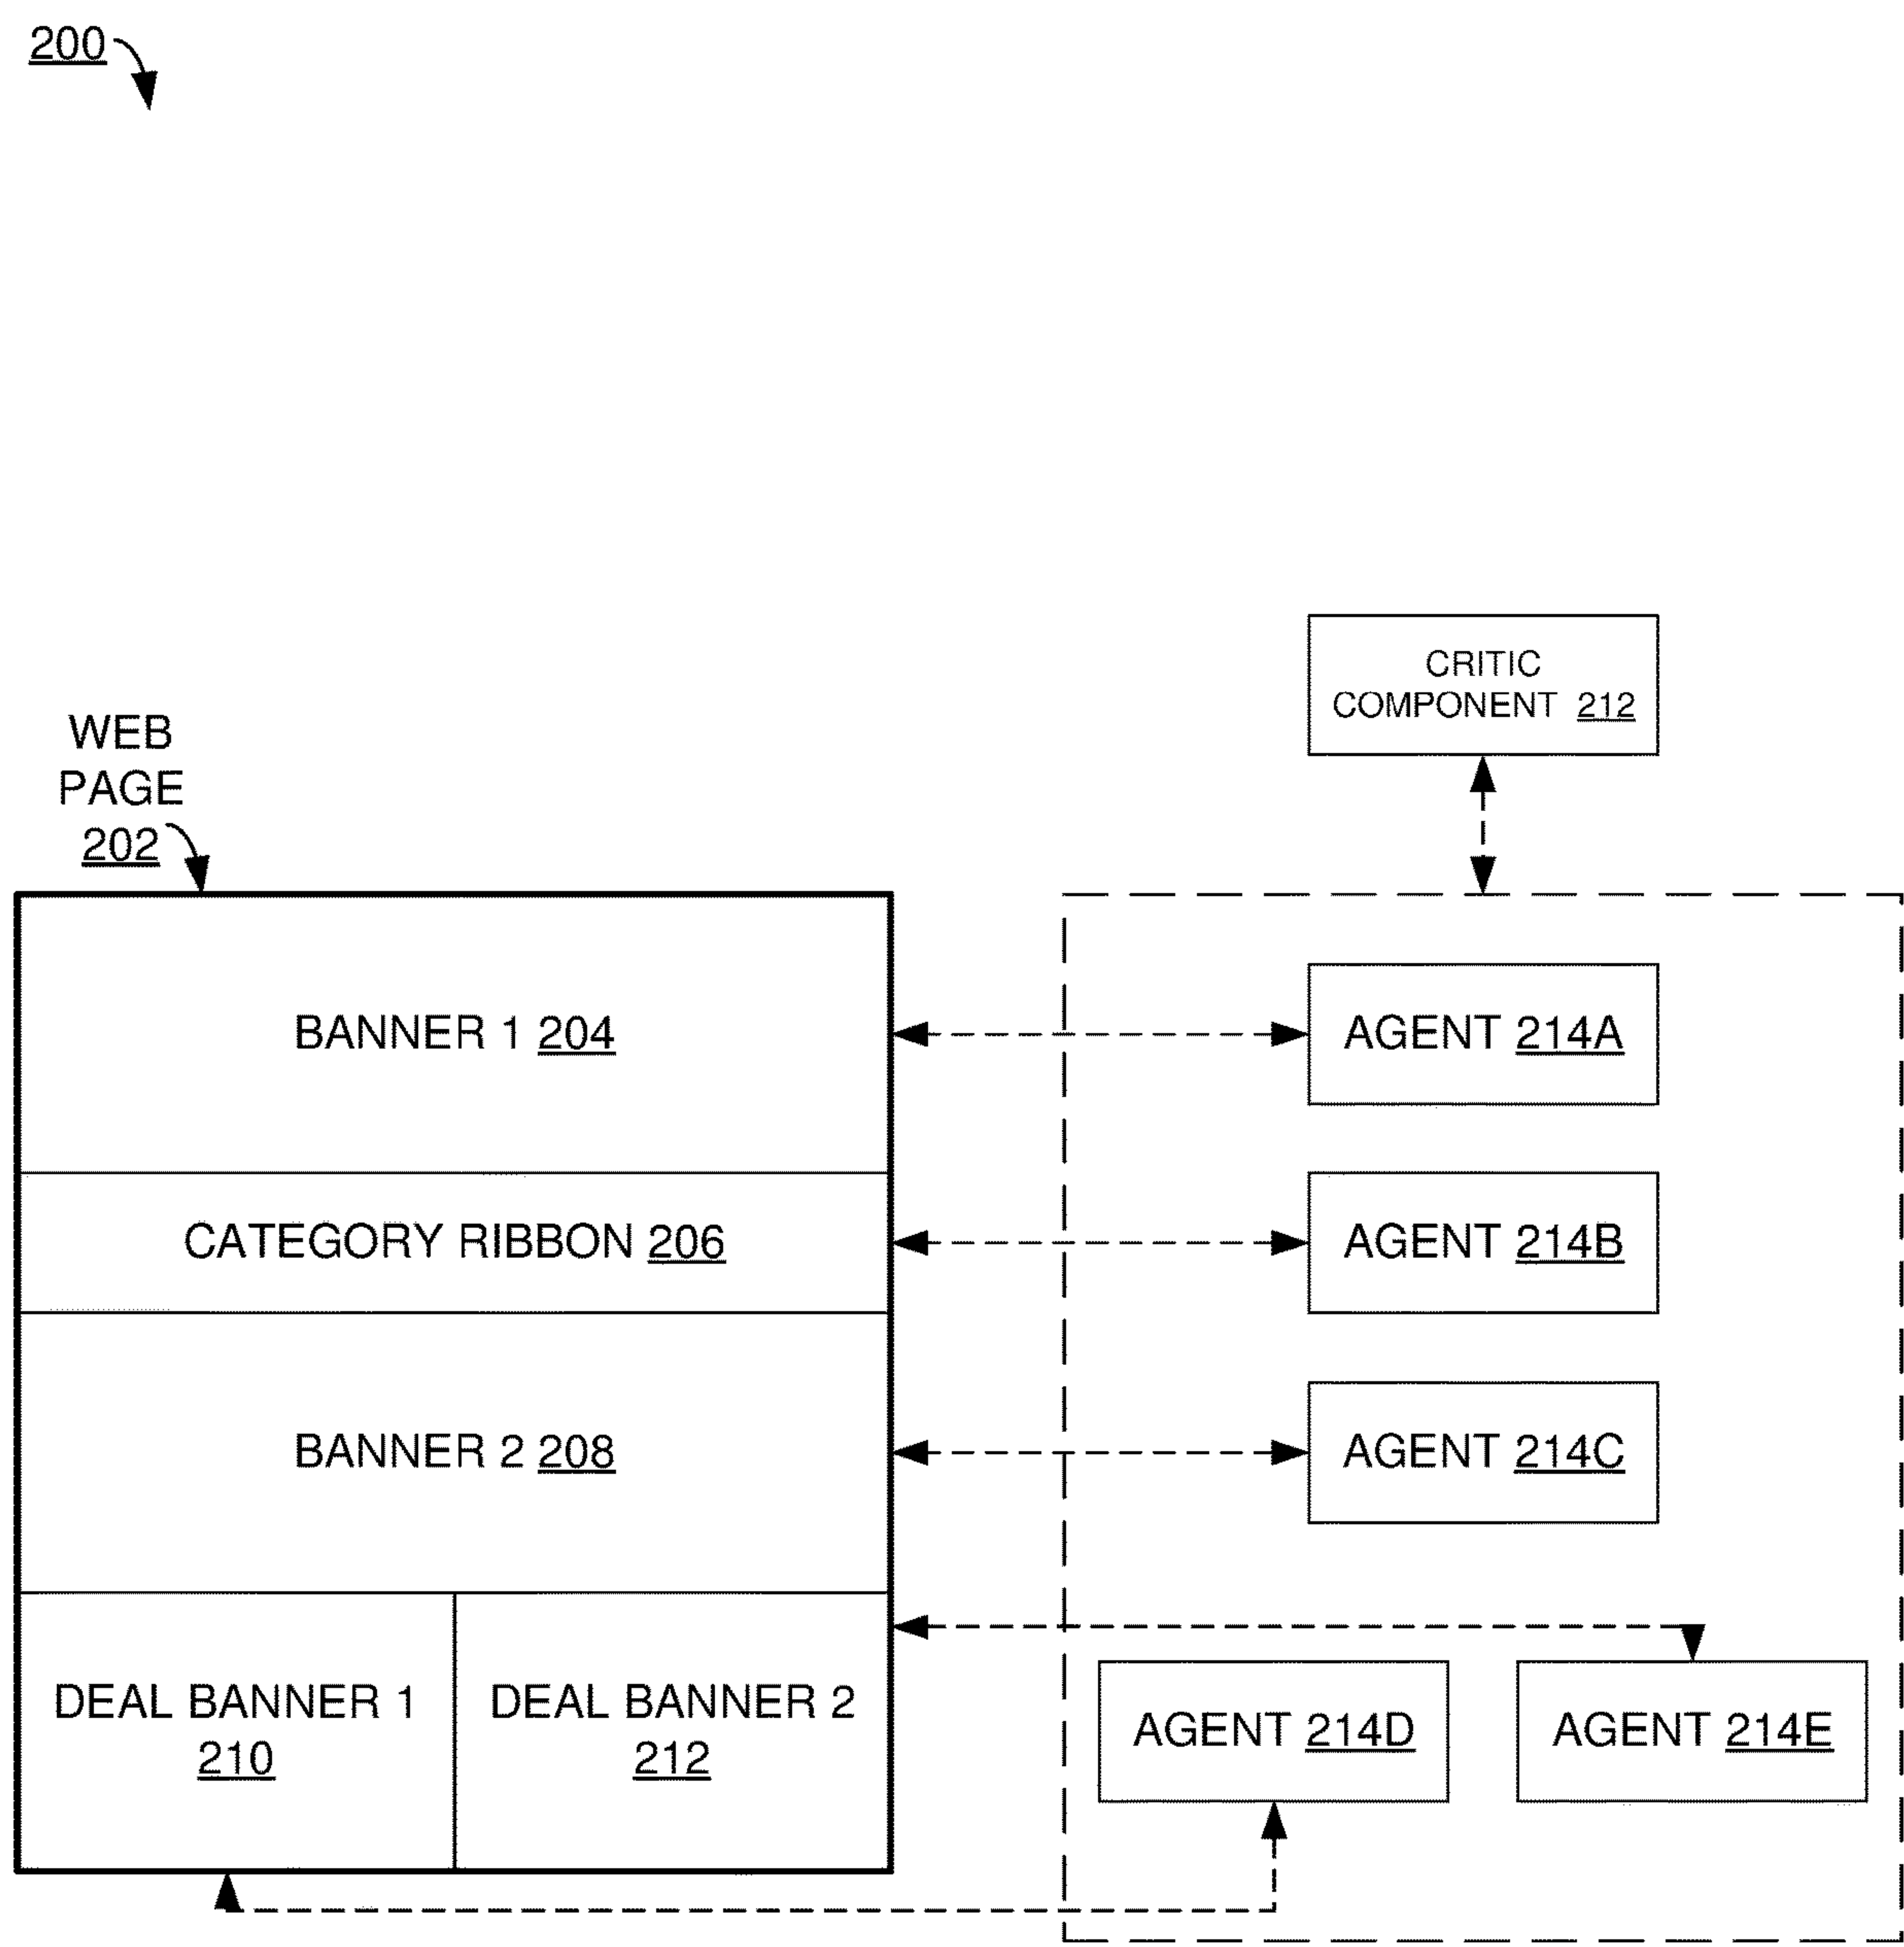 200
CRITIC
COMPONENT 212
WEB
PAGE
202
BANNER 1 204
AGENT 214A
CATEGORY RIBBON 206
AGENT 214B
BANNER 2 208
AGENT 214C
DEAL BANNER 1
210
DEAL BANNER 2
212
AGENT 214D
AGENT 214E